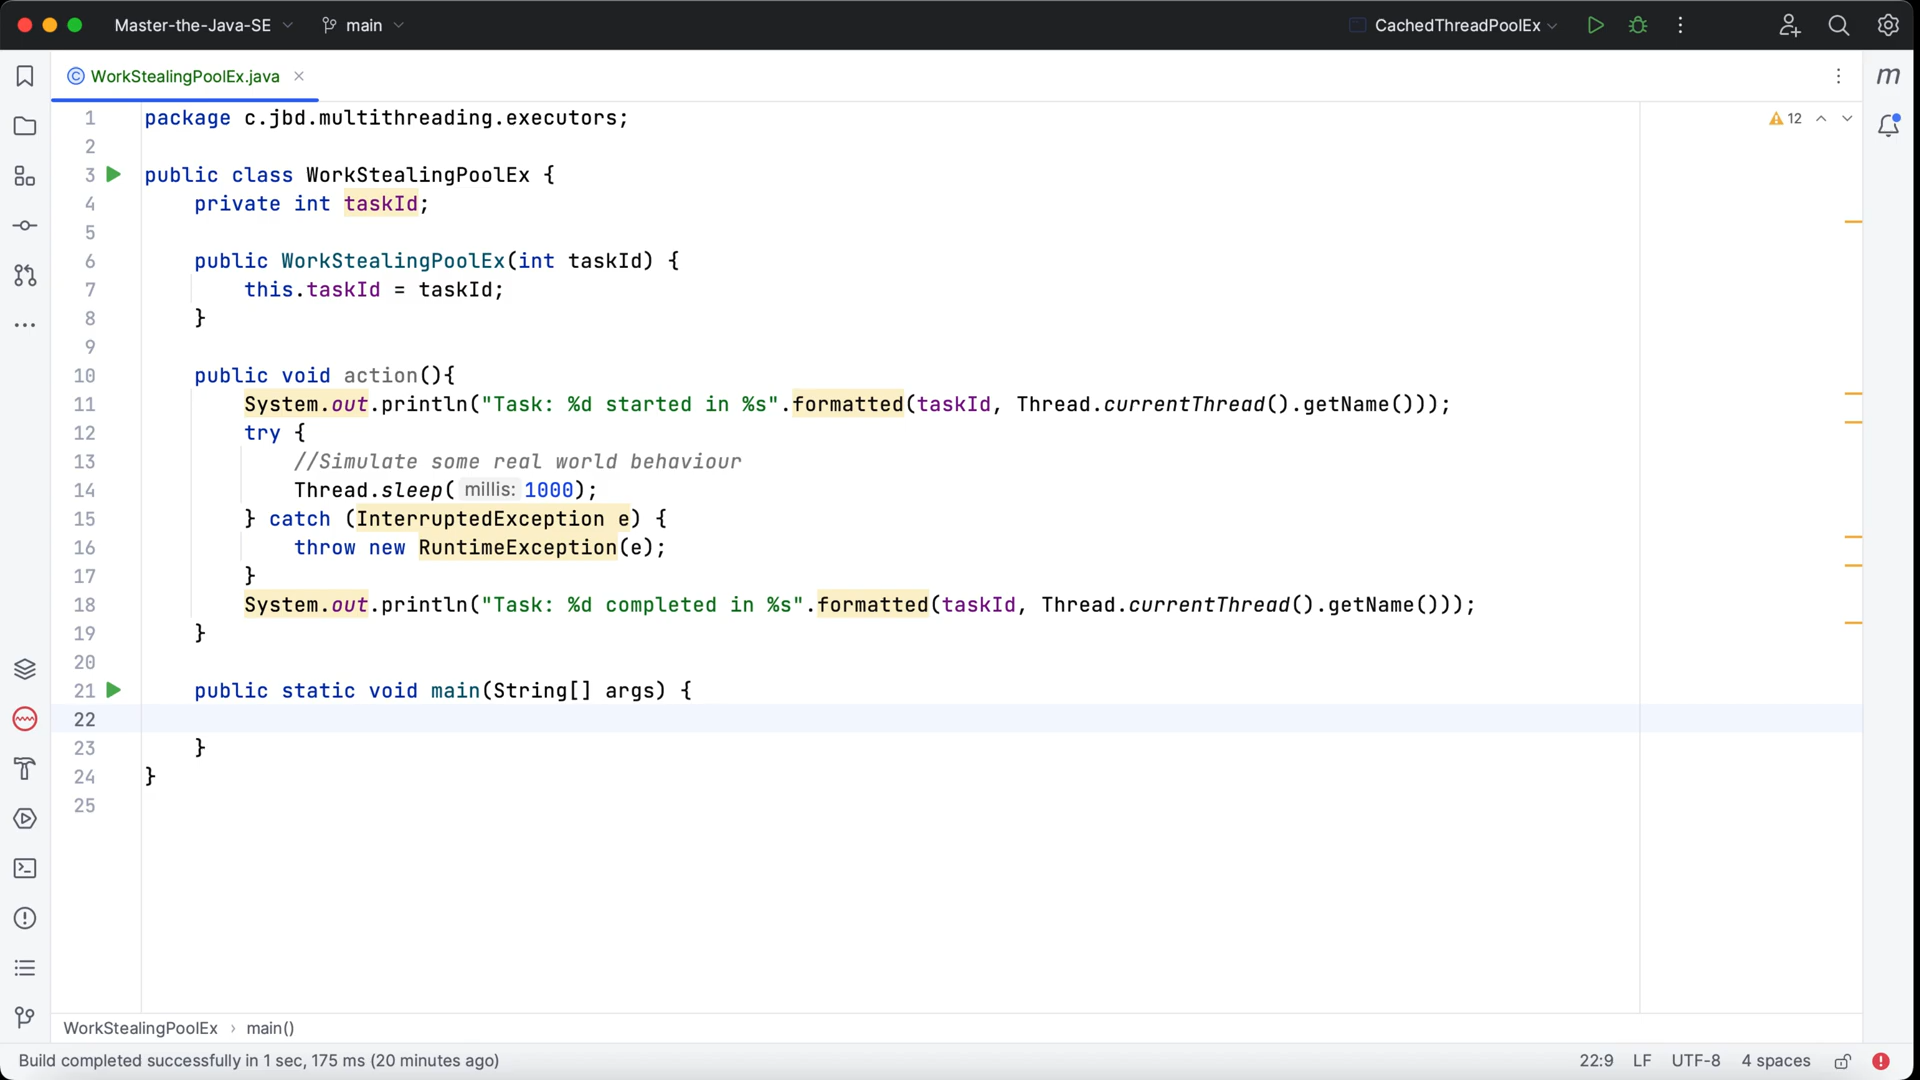 Master-the-Java-SE main CachedThreadPoolEx
WorkStealingPoolEx.java
m
12
1 package c.jbd.multithreading.executors;
2
3 public class WorkStealingPoolEx {
4 private int taskId;
5
6 public WorkStealingPoolEx(int taskId) {
7 this.taskId = taskId;
8 }
9
10 public void action(){
11 System.out.println("Task: %d started in %s".formatted(taskId, Thread.currentThread().getName()));
12 try {
13 //Simulate some real world behaviour
14 Thread.sleep( millis: 1000);
15 } catch (InterruptedException e) {
16 throw new RuntimeException(e);
17 }
18 System.out.println("Task: %d completed in %s".formatted(taskId, Thread.currentThread().getName()));
19 }
20
21 public static void main(String[] args) {
22
23 }
24 }
25
WorkStealingPoolEx › main()
Build completed successfully in 1 sec, 175 ms (20 minutes ago) 22:9 LF UTF-8 4 spaces